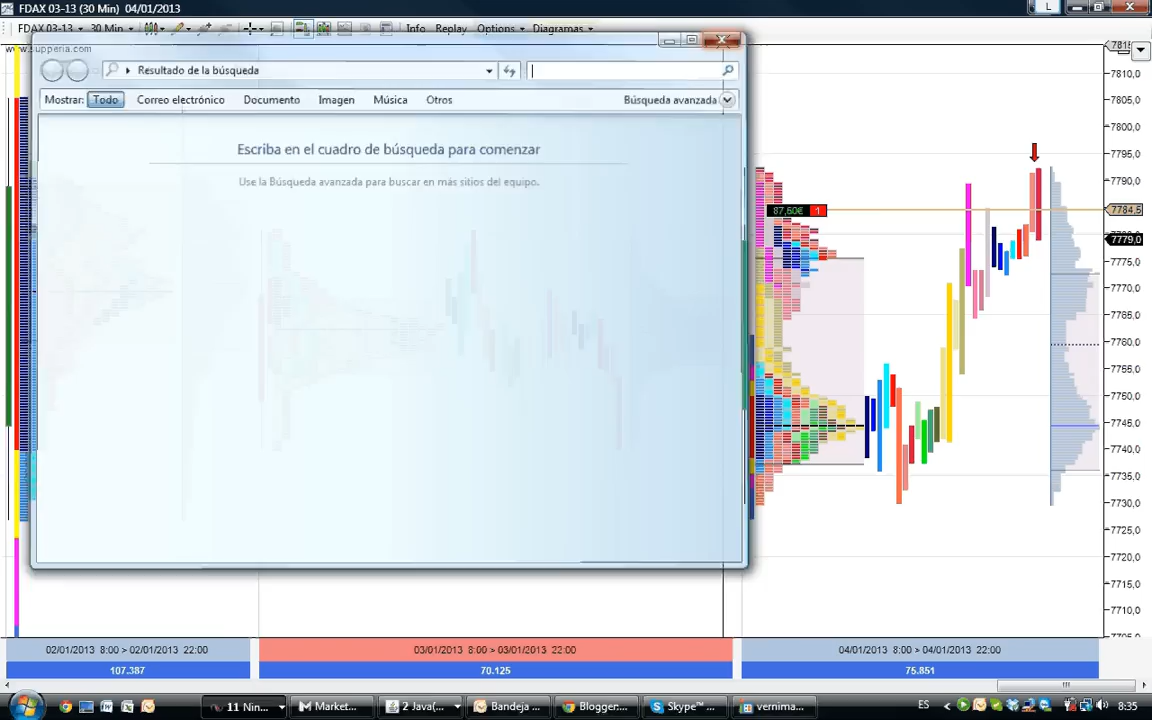 FDAX 03-13 (30 Min) 04/01/2013
L
FDAX 03-13
30 Min
Info
Replay
Options
Diagramas
Resultado de la búsqueda
Mostrar:
Todo
Correo electrónico
Documento
Imagen
Música
Otros
Búsqueda avanzada
Escriba en el cuadro de búsqueda para comenzar
Use la Búsqueda avanzada para buscar en más sitios del equipo.
87,50€ 1
7810,0
7805,0
7800,0
7795,0
7790,0
7784,5
7779,0
7775,0
7770,0
7765,0
7760,0
7755,0
7750,0
7745,0
7740,0
7735,0
7730,0
7725,0
7720,0
7715,0
7710,0
02/01/2013 8:00 > 02/01/2013 22:00
03/01/2013 8:00 > 03/01/2013 22:00
04/01/2013 8:00 > 04/01/2013 22:00
107.387
70.125
75.851
11 Nin...
Market...
2 Java(...
Bandeja ...
Blogger:...
Skype™ ...
vernima...
ES
8:35